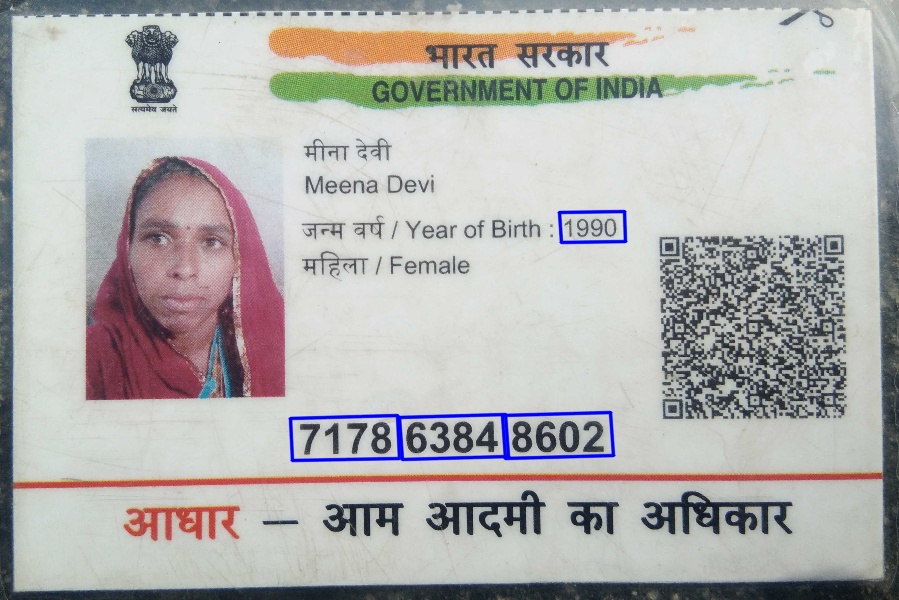 भारत सरकार
GOVERNMENT OF INDIA
सत्यमेव जयते
मीना देवी
Meena Devi
जन्म वर्ष / Year of Birth : 1990
महिला / Female
7178 6384 8602
आधार – आम आदमी का अधिकार